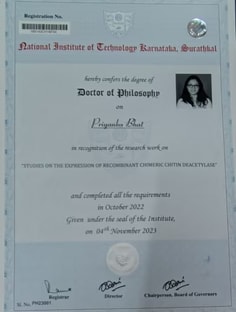 Registration No.
National Institute of Technology Karnataka, Surathkal
hereby confers the degree of
Doctor of Philosophy
on
Priyanka Bhat
in recognition of the research work on
"STUDIES ON THE EXPRESSION OF RECOMBINANT CHIMERIC CHITIN DEACETYLASE"
and completed all the requirements
in October 2022
Given under the seal of the Institute,
on 04th November 2023
Registrar
Director
Chairperson, Board of Governors
Sl. No.